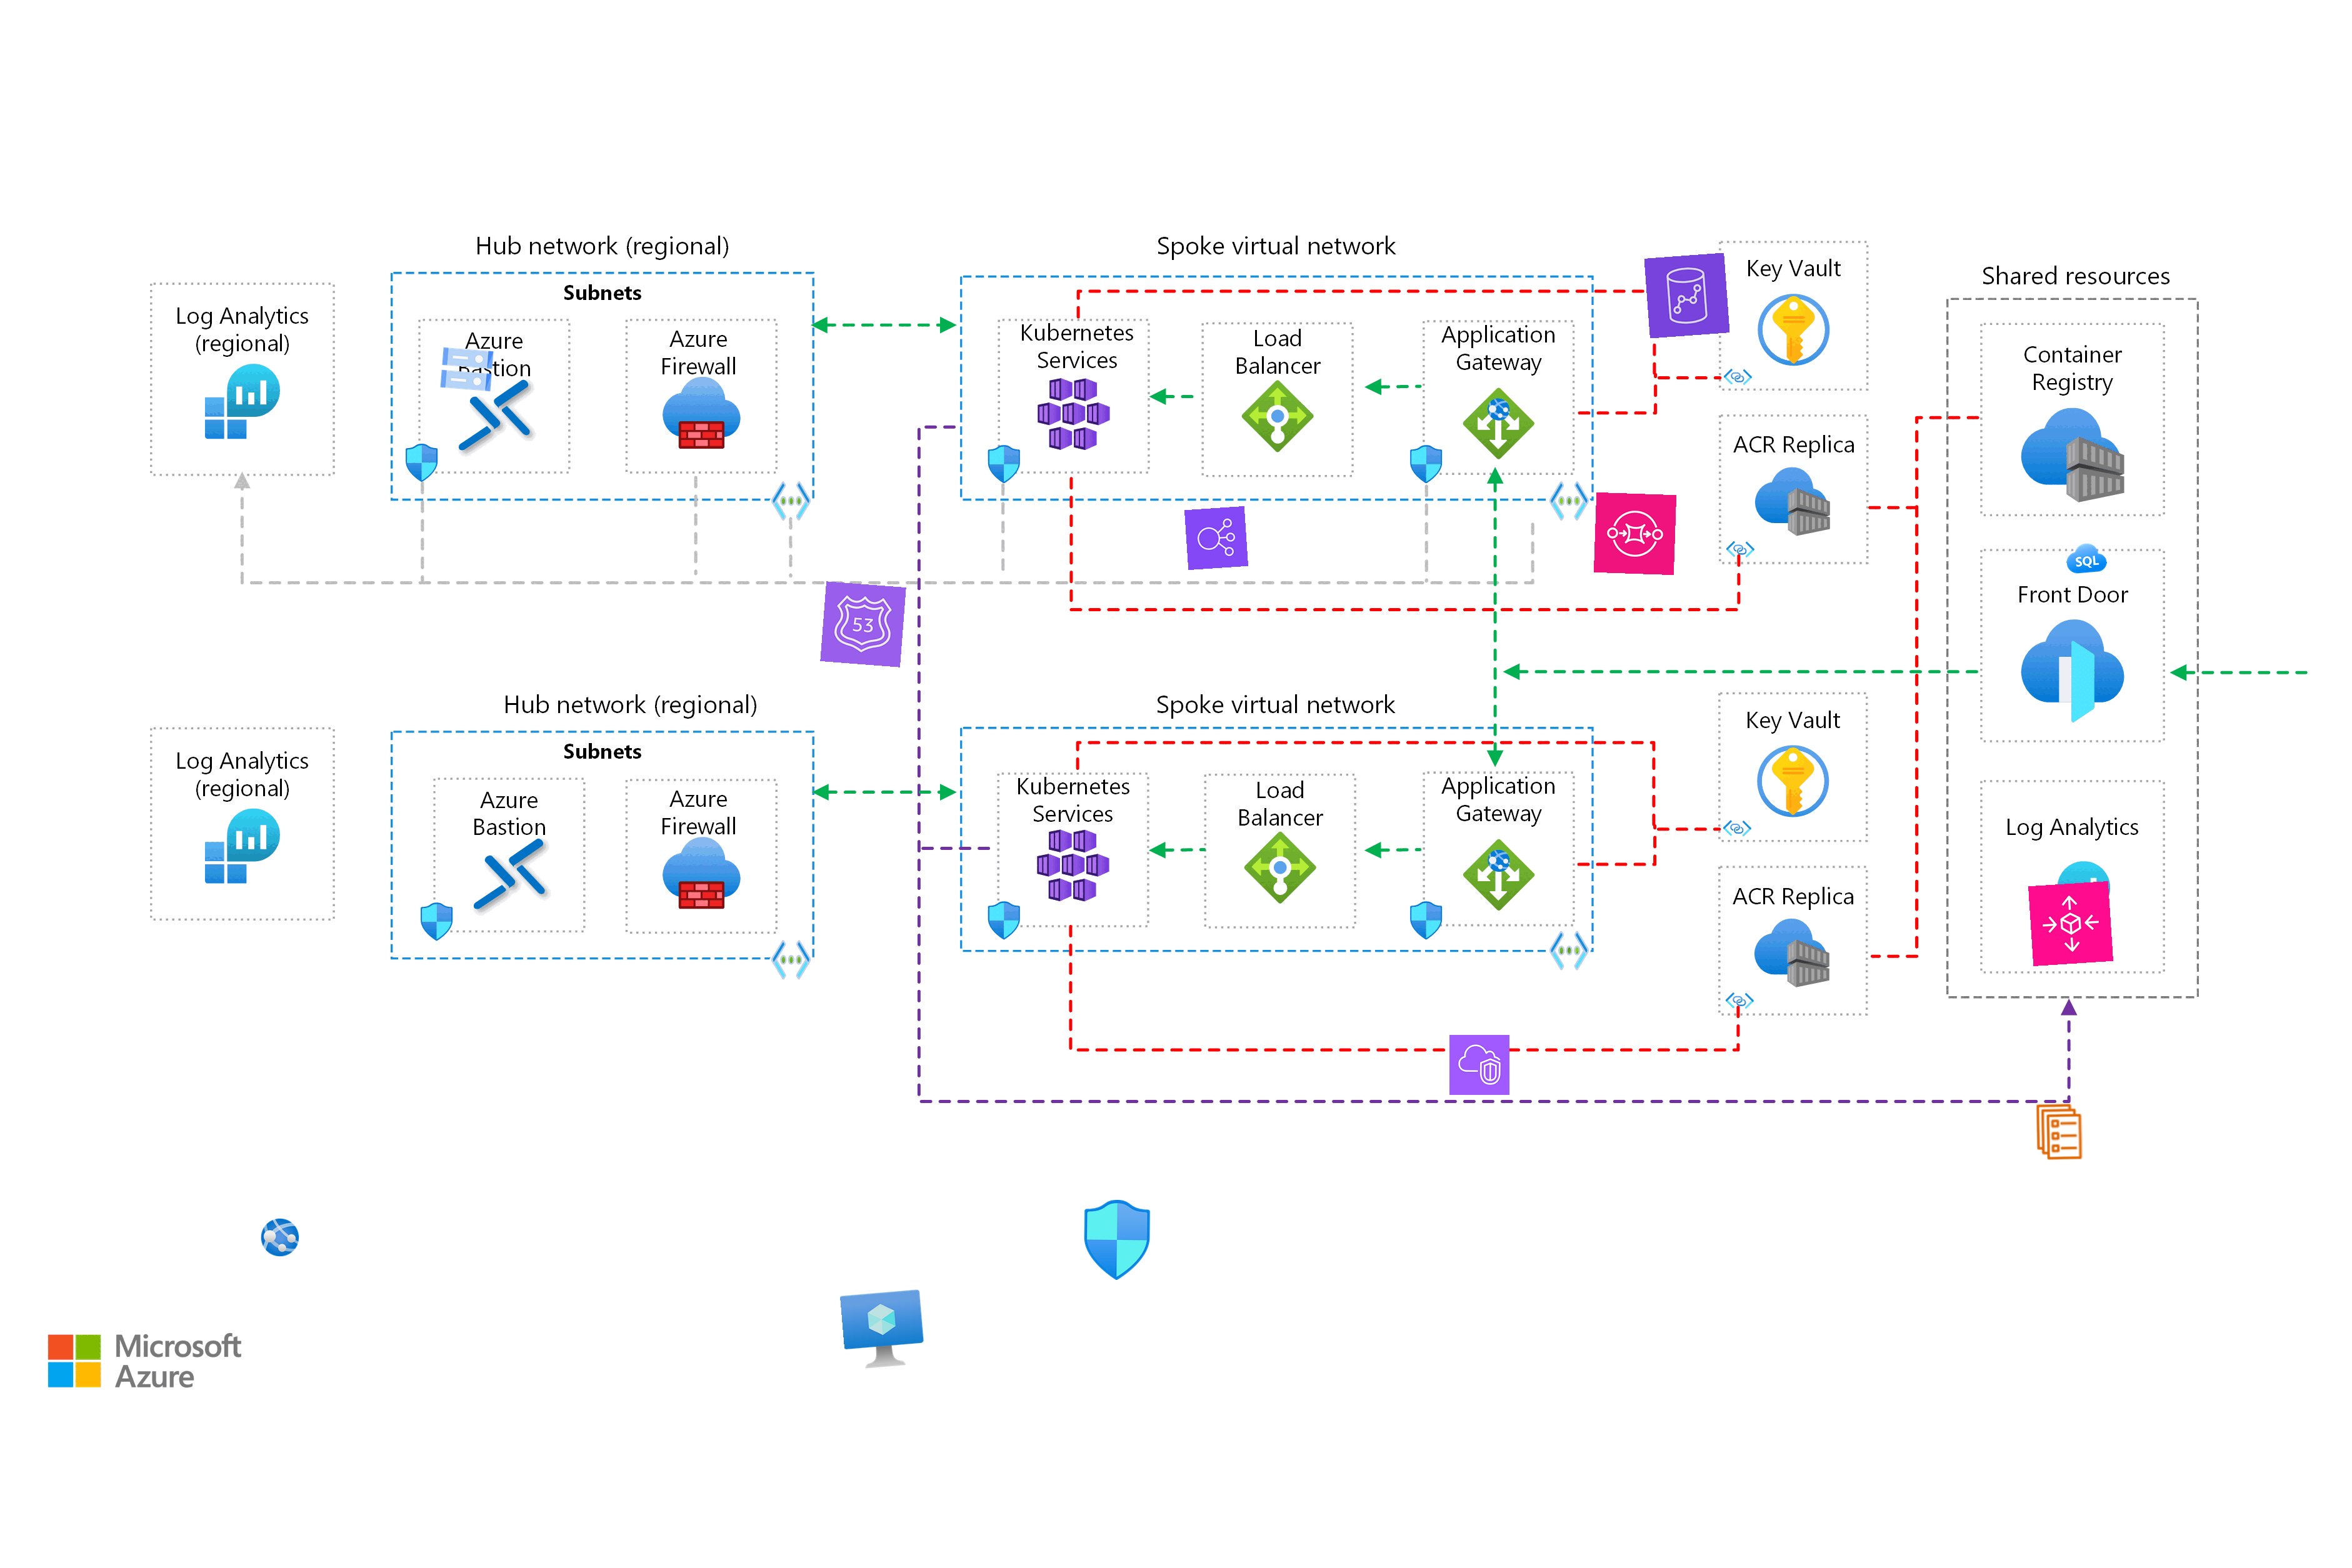 Hub network (regional)
Spoke virtual network
Key Vault
Shared resources
Log Analytics
(regional)
Subnets
Azure
Bastion
Azure
Firewall
Kubernetes
Services
Load
Balancer
Application
Gateway
Container
Registry
ACR Replica
SQL
Front Door
53
Hub network (regional)
Spoke virtual network
Key Vault
Log Analytics
(regional)
Subnets
Azure
Bastion
Azure
Firewall
Kubernetes
Services
Load
Balancer
Application
Gateway
Log Analytics
ACR Replica
Microsoft
Azure